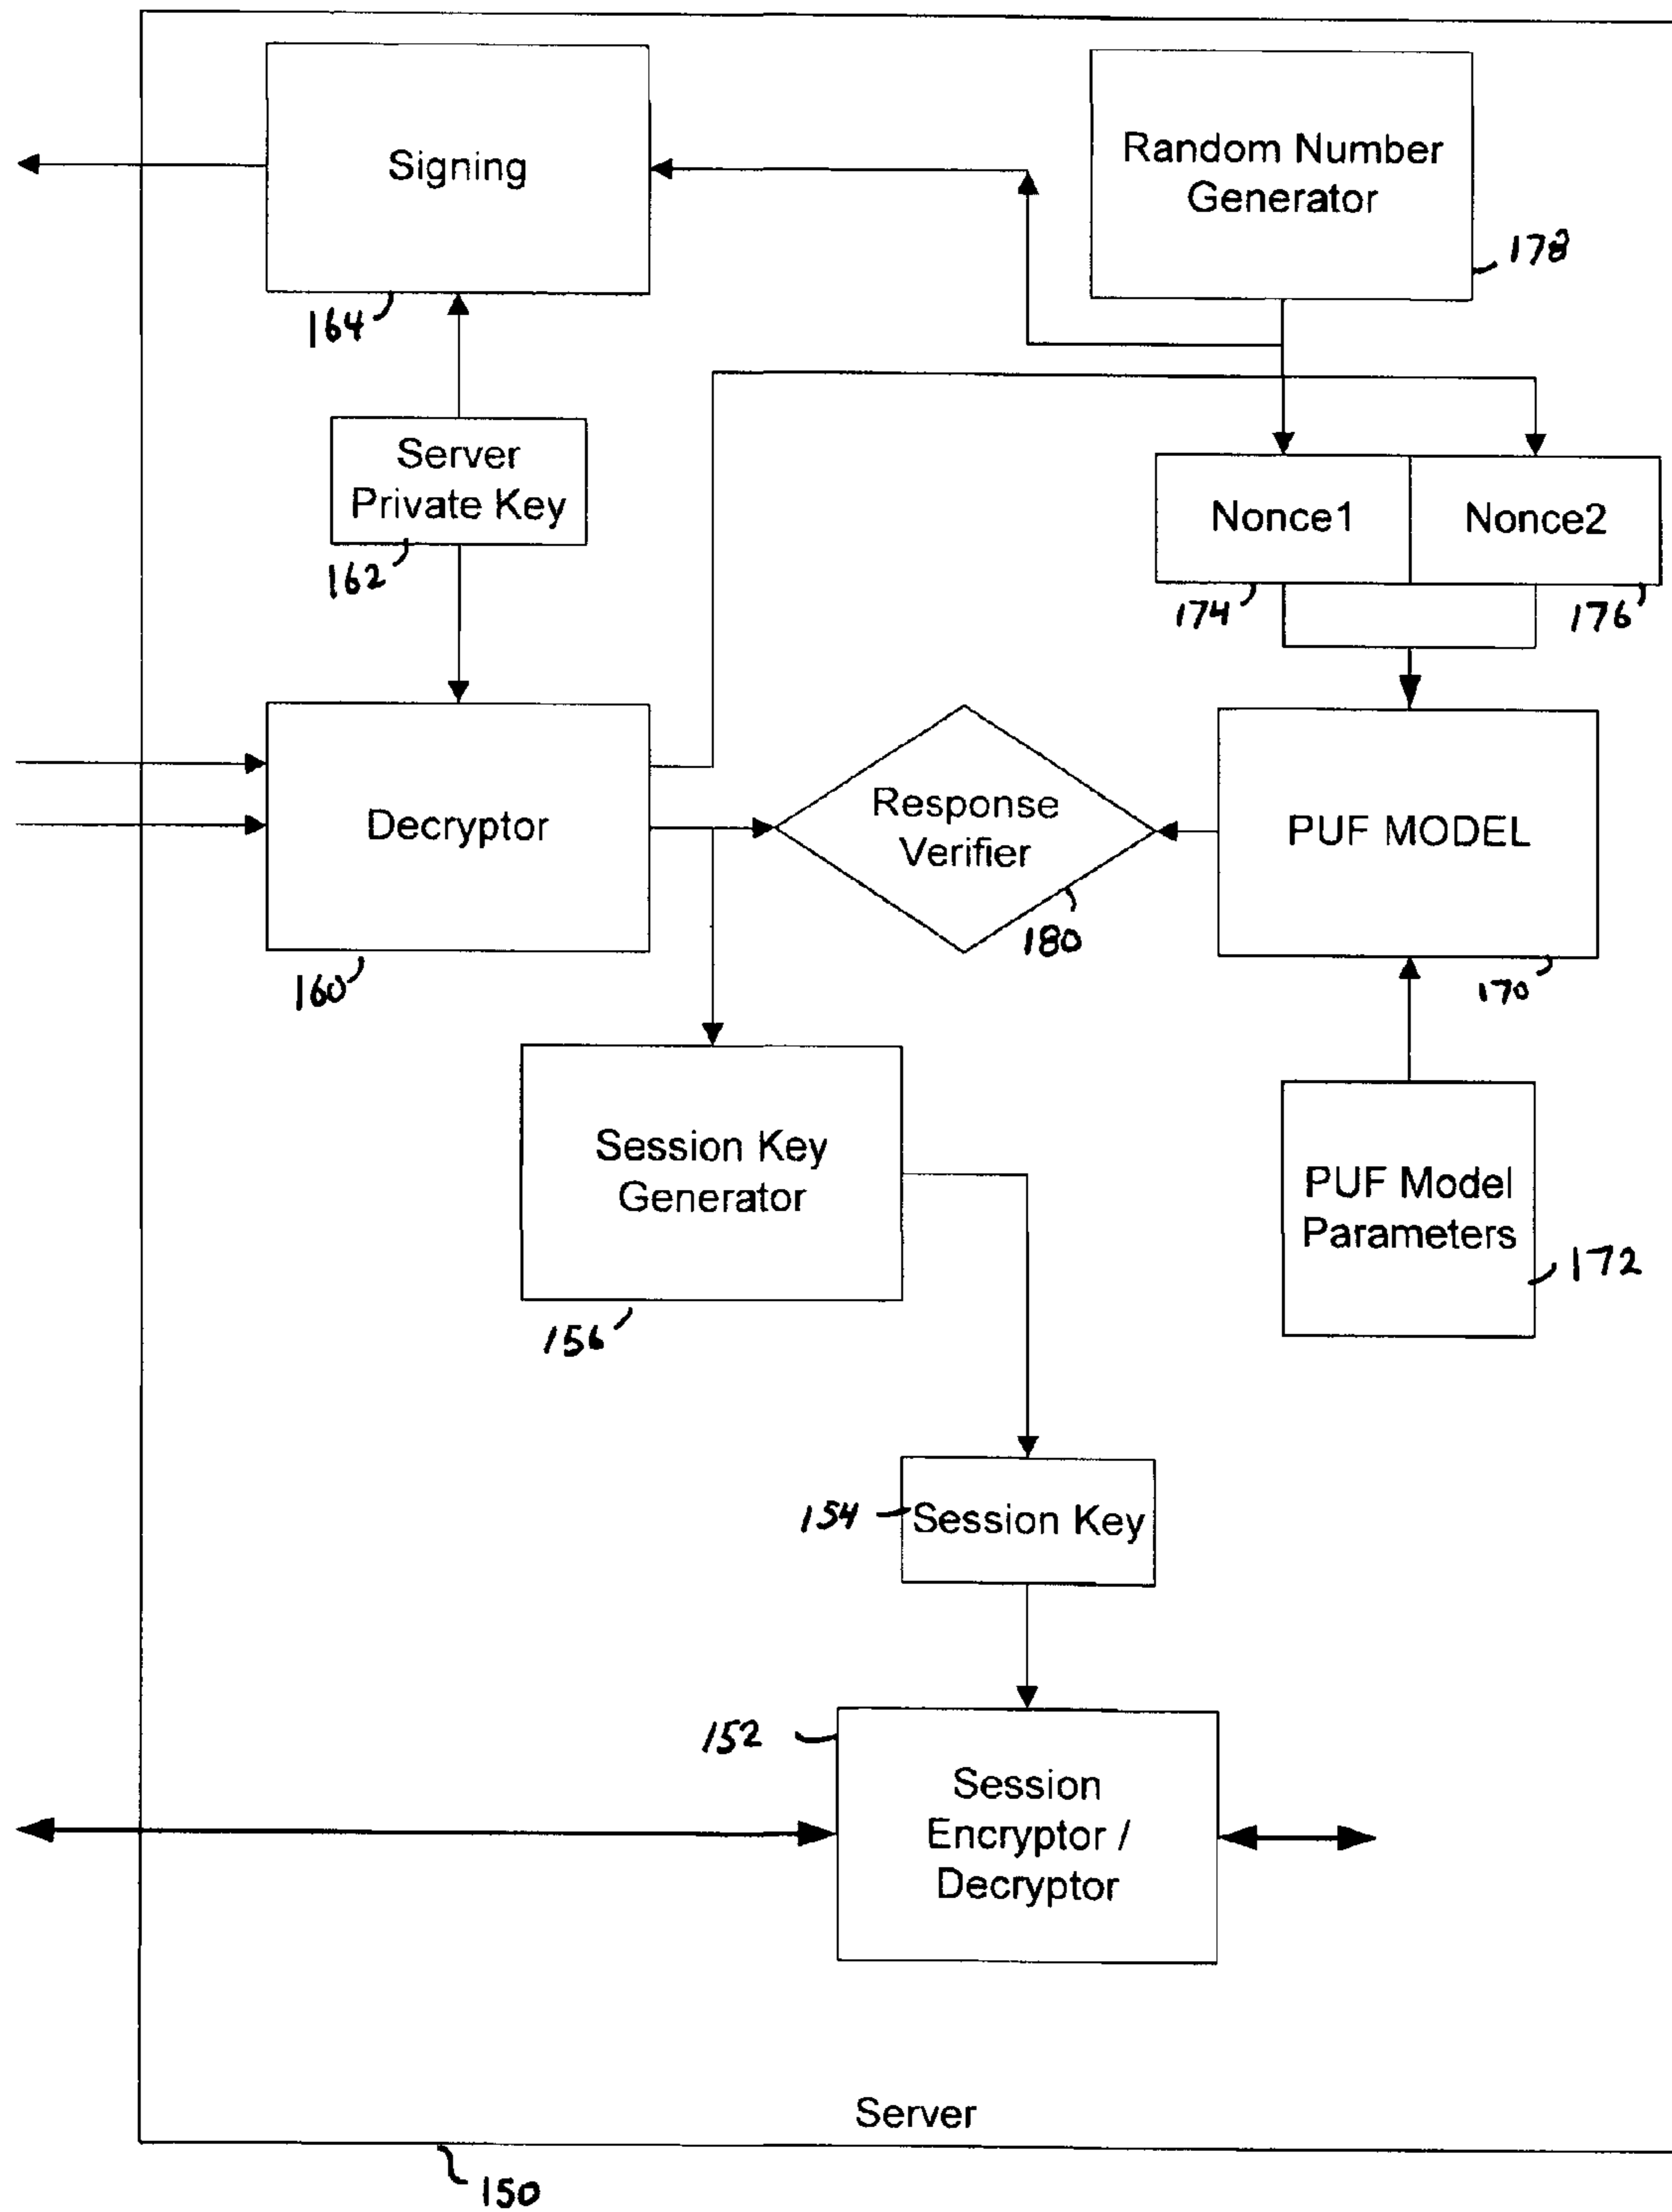 Signing
Random Number
Generator
178
164
Server
Private Key
162
Nonce1
Nonce2
174
176
Decryptor
Response
Verifier
PUF MODEL
180
160
170
Session Key
Generator
PUF Model
Parameters
172
156
154
Session Key
152
Session
Encryptor /
Decryptor
Server
150